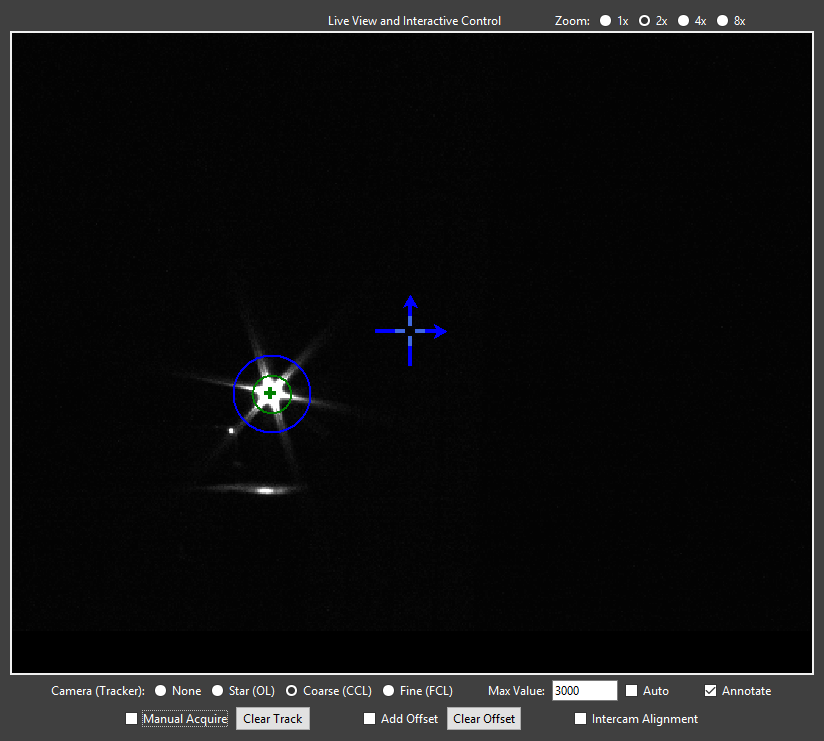 Live View and Interactive Control Zoom: 1x 2x 4x 8x
Camera (Tracker): None Star (OL) Coarse (CCL) Fine (FCL) Max Value: 3000 Auto Annotate
Manual Acquire Clear Track Add Offset Clear Offset Intercam Alignment